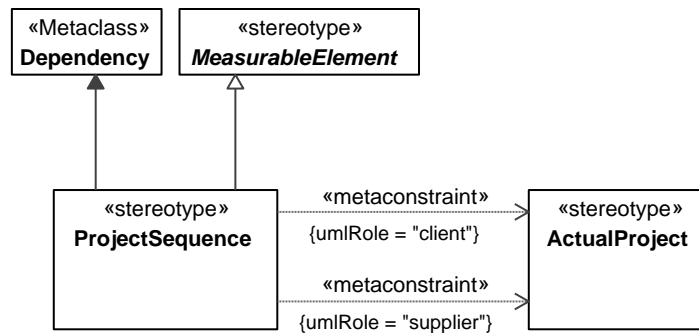 «Metaclass»
Dependency
«stereotype»
MeasurableElement
«stereotype»
ProjectSequence
«metaconstraint»
{umlRole = "client"}
«metaconstraint»
{umlRole = "supplier"}
«stereotype»
ActualProject